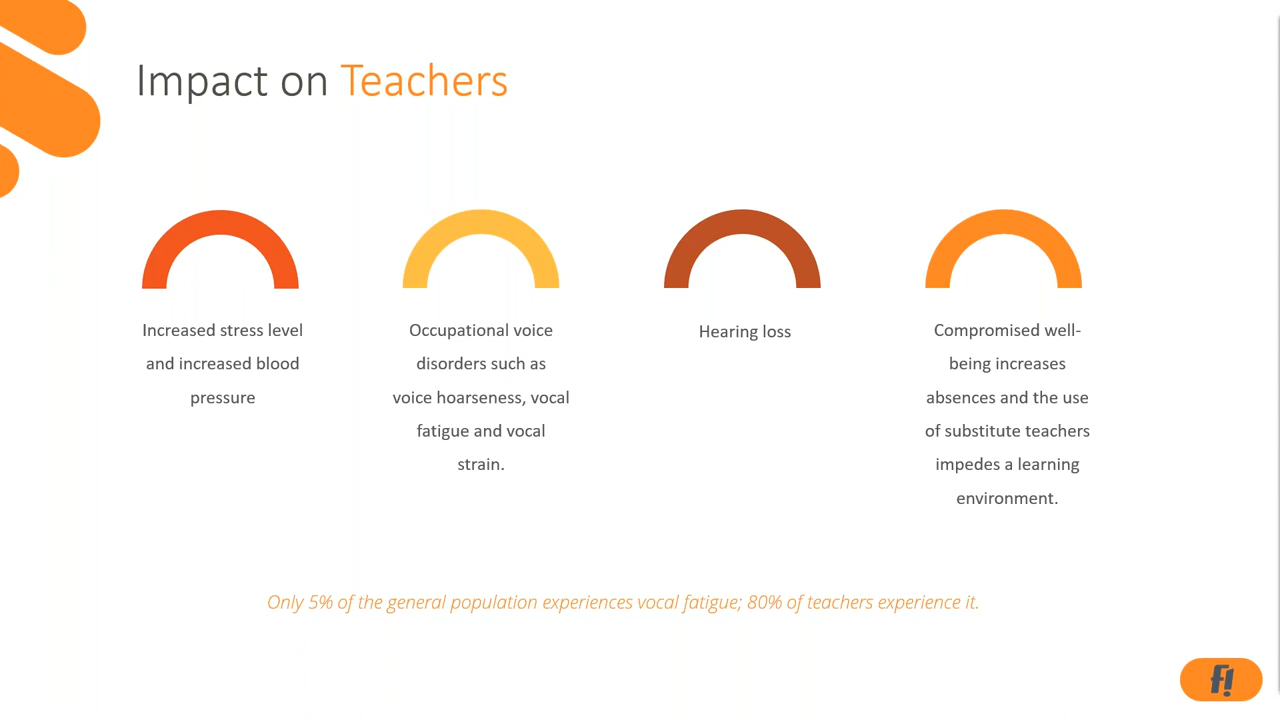 Impact on Teachers
Increased stress level
and increased blood
pressure
Occupational voice
disorders such as
voice hoarseness, vocal
fatigue and vocal
strain.
Hearing loss
Compromised well-
being increases
absences and the use
of substitute teachers
impedes a learning
environment.
Only 5% of the general population experiences vocal fatigue; 80% of teachers experience it.
f!